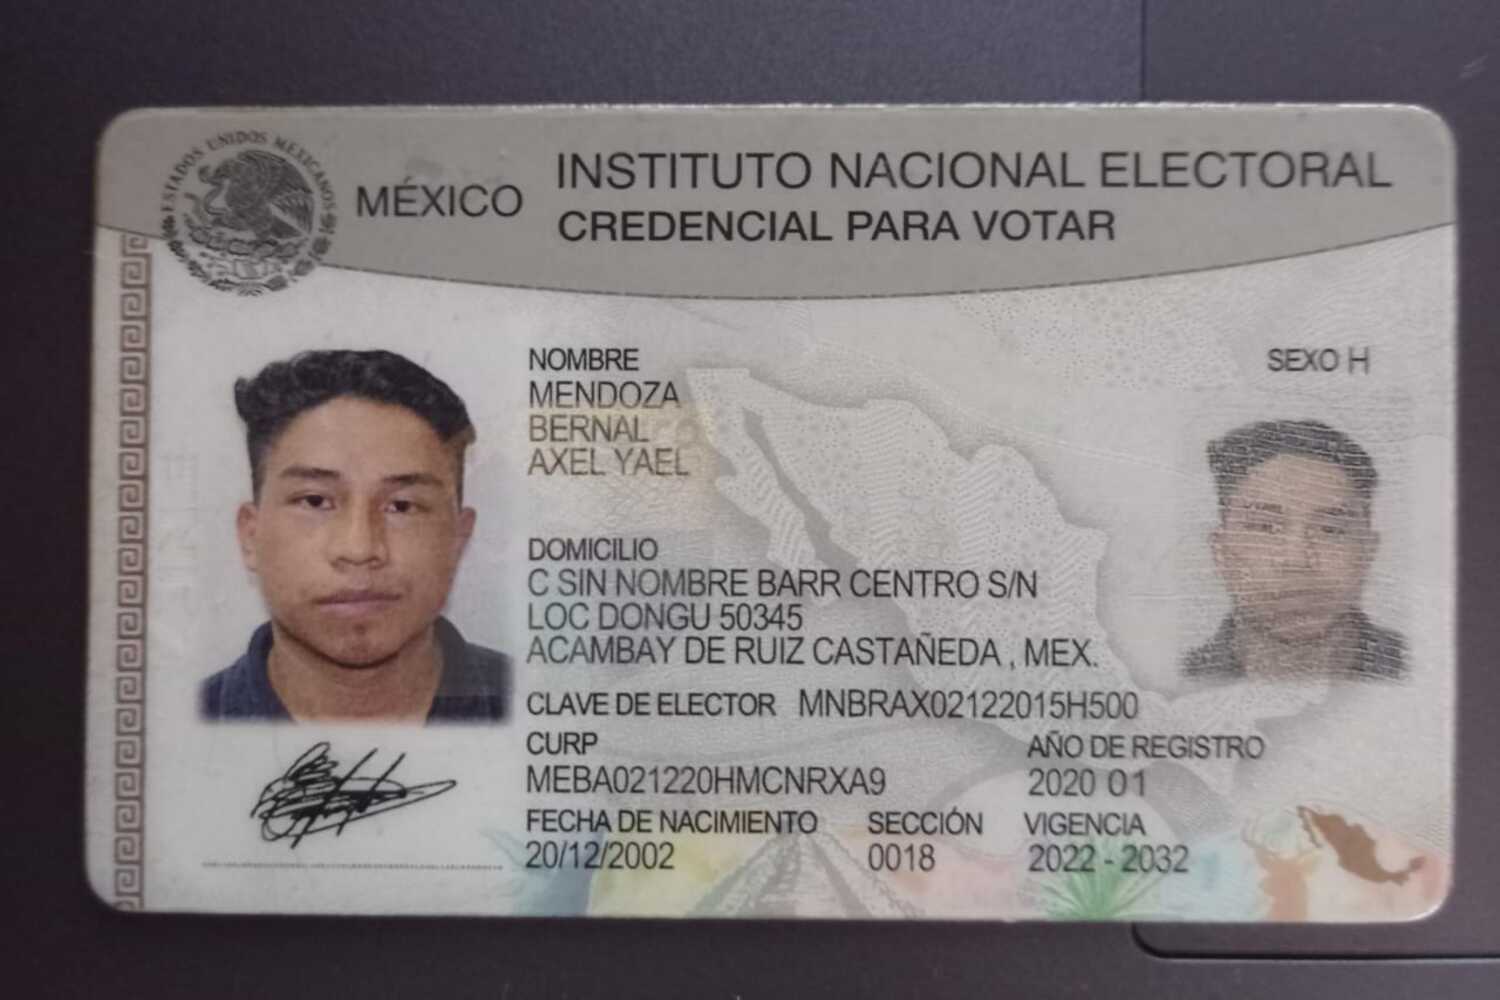 ESTADOS UNIDOS MEXICANOS
MÉXICO
INSTITUTO NACIONAL ELECTORAL
CREDENCIAL PARA VOTAR
NOMBRE
MENDOZA
BERNAL
AXEL YAEL
SEXO H
DOMICILIO
C SIN NOMBRE BARR CENTRO S/N
LOC DONGU 50345
ACAMBAY DE RUIZ CASTAÑEDA , MEX.
CLAVE DE ELECTOR MNBRAX02122015H500
CURP
MEBA021220HMCNRXA9
AÑO DE REGISTRO
2020 01
FECHA DE NACIMIENTO
20/12/2002
SECCIÓN
0018
VIGENCIA
2022 - 2032